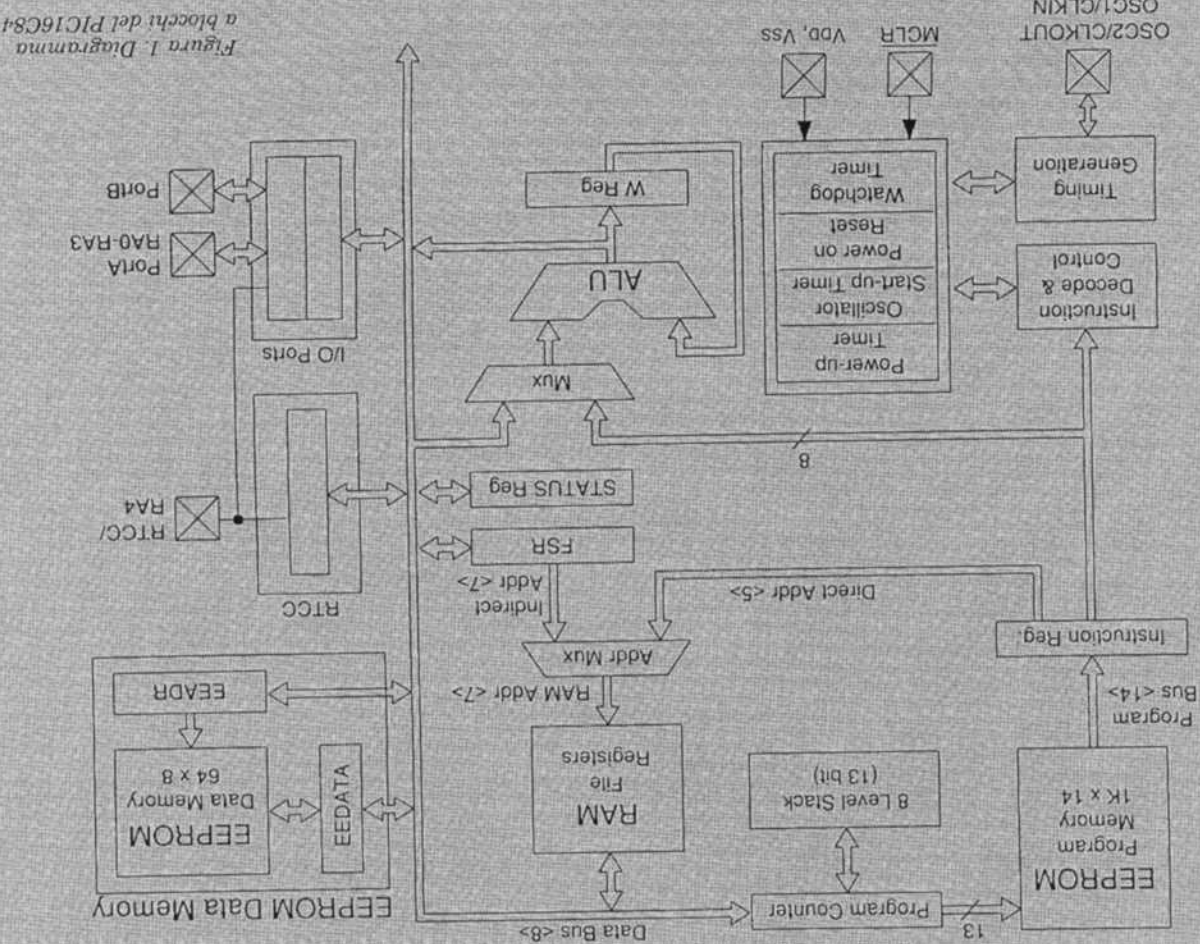 EEPROM
Program
Memory
1K x 14
13
Program Counter
8 Level Stack
(13 bit)
Data Bus <8>
RAM
File
Registers
EEPROM Data Memory
EEDATA
EEPROM
Data Memory
64 x 8
EEADR
Program
Bus <14>
Instruction Reg.
RAM Addr <7>
Addr Mux
Direct Addr <5>
Indirect
Addr <7>
FSR
STATUS Reg
RTCC
RTCC/
RA4
8
Mux
I/O Ports
Instruction
Decode &
Control
Timing
Generation
Power-up
Timer
Oscillator
Start-up Timer
Power on
Reset
Watchdog
Timer
ALU
W Reg
PortA
RA0-RA3
PortB
OSC2/CLKOUT
OSC1/CLKIN
MCLR
VDD, VSS
Figura 1. Diagramma
a blocchi del PIC16C84